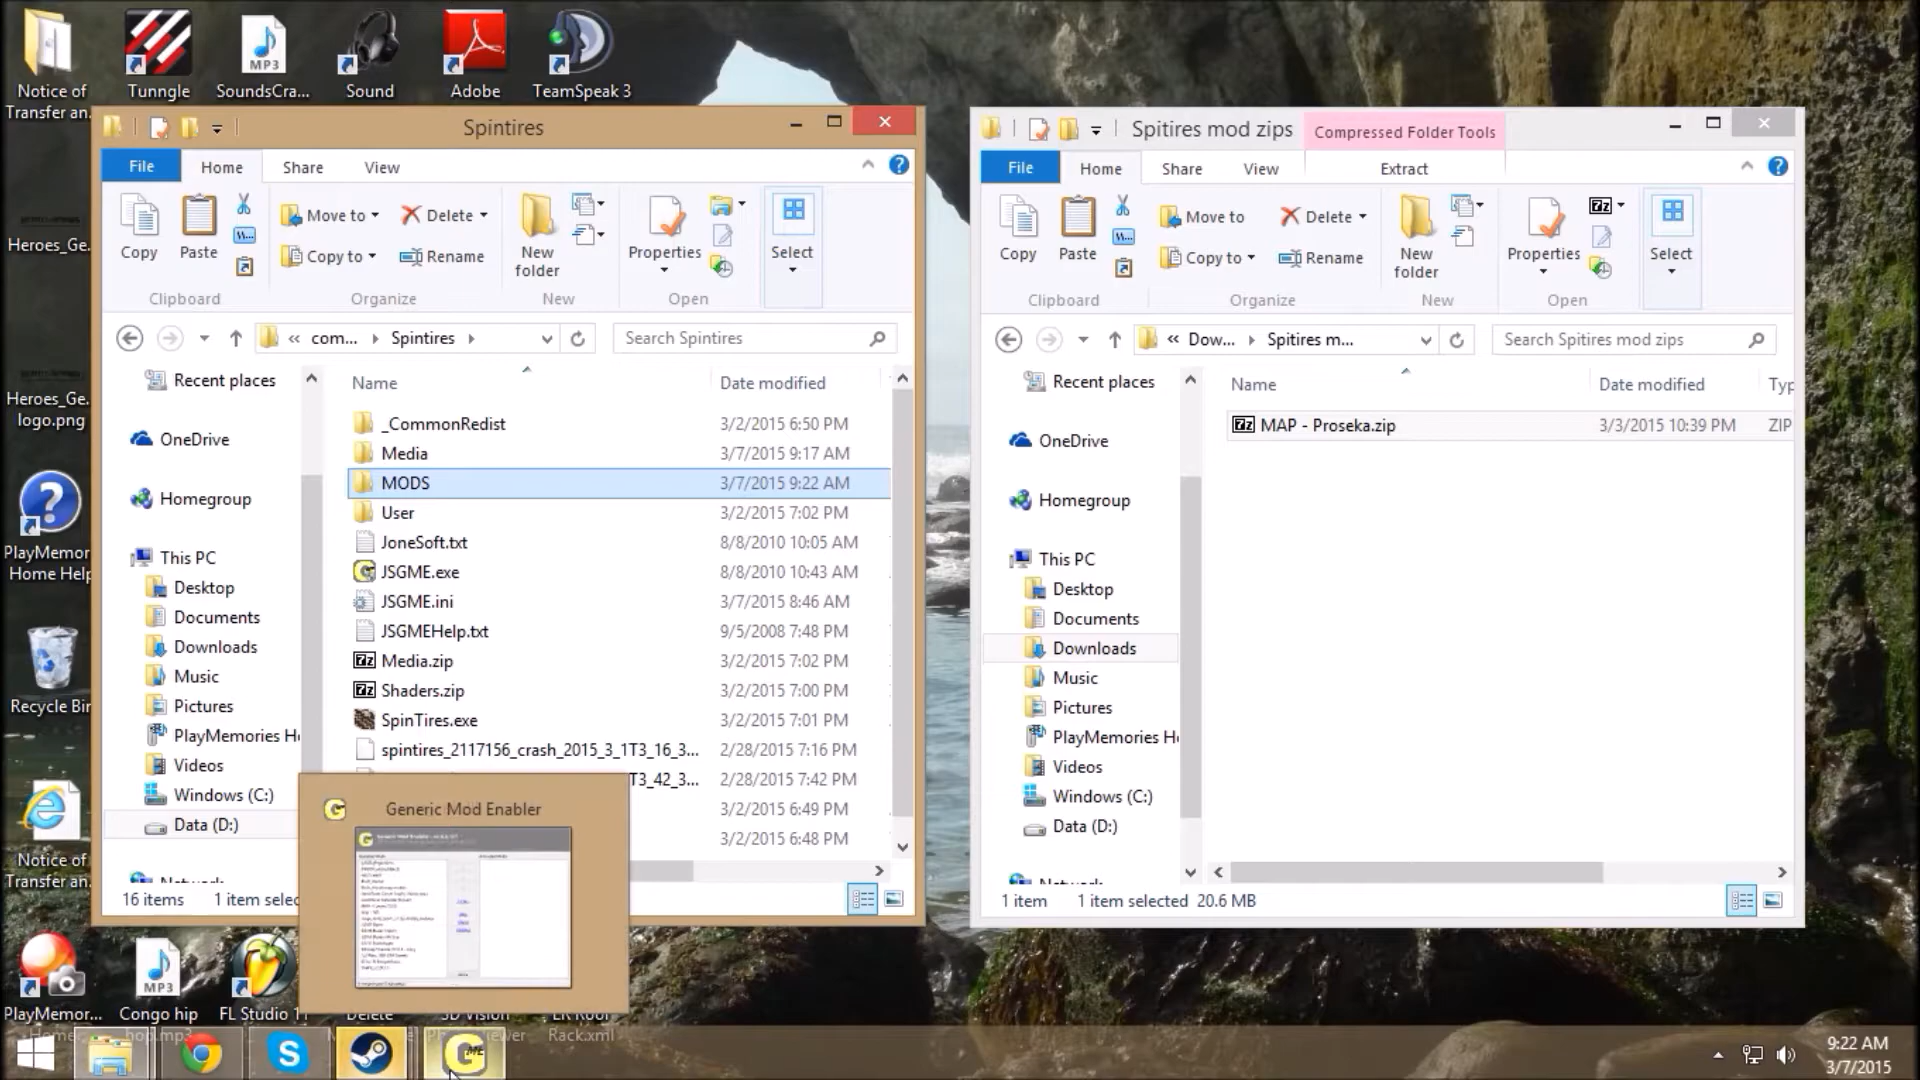 Notice of
Transfer an.
Tunngle
SoundsCra...
Sound
Adobe
TeamSpeak 3
MP3
Heroes_Ge.
Heroes_Ge.
logo.png
PlayMemor
Home Help
Recycle Bin
Notice of
Transfer an.
Spintires
File
Home
Share
View
Copy
Paste
Move to
Copy to
Delete
Rename
New
folder
Properties
Select
Clipboard
Organize
New
Open
« com...
Spintires
Search Spintires
Recent places
OneDrive
Homegroup
This PC
Desktop
Documents
Downloads
Music
Pictures
PlayMemories Ho
Videos
Windows (C:)
Data (D:)
Name
Date modified
_CommonRedist
3/2/2015 6:50 PM
Media
3/7/2015 9:17 AM
MODS
3/7/2015 9:22 AM
User
3/2/2015 7:02 PM
JoneSoft.txt
8/8/2010 10:05 AM
JSGME.exe
8/8/2010 10:43 AM
JSGME.ini
3/7/2015 8:46 AM
JSGMEHelp.txt
9/5/2008 7:48 PM
Media.zip
3/2/2015 7:02 PM
Shaders.zip
3/2/2015 7:00 PM
SpinTires.exe
3/2/2015 7:01 PM
spintires_2117156_crash_2015_3_1T3_16_3...
2/28/2015 7:16 PM
T3_42_3...
2/28/2015 7:42 PM
3/2/2015 6:49 PM
3/2/2015 6:48 PM
16 items
1 item selec
Generic Mod Enabler
Spitires mod zips
Compressed Folder Tools
File
Home
Share
View
Extract
Copy
Paste
Move to
Copy to
Delete
Rename
New
folder
Properties
Select
Clipboard
Organize
New
Open
« Dow...
Spitires m...
Search Spitires mod zips
Recent places
OneDrive
Homegroup
This PC
Desktop
Documents
Downloads
Music
Pictures
PlayMemories Ho
Videos
Windows (C:)
Data (D:)
Name
Date modified
Typ
MAP - Proseka.zip
3/3/2015 10:39 PM
ZIP
1 item
1 item selected 20.6 MB
MP3
PlayMemor...
Congo hip
FL Studio 1
Delete
3D Vision
Rack.xml
9:22 AM
3/7/2015